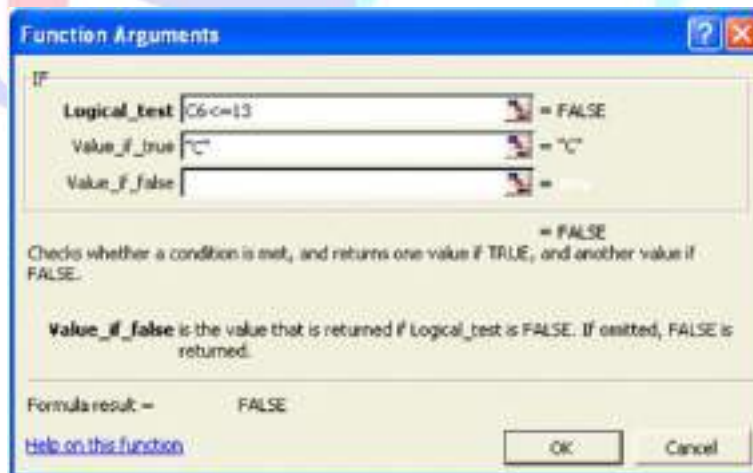 Function Arguments
IF
Logical_test C6<=13 = FALSE
Value_if_true "C" = "C"
Value_if_false =
= FALSE
Checks whether a condition is met, and returns one value if TRUE, and another value if
FALSE.
Value_if_false is the value that is returned if Logical_test is FALSE. If omitted, FALSE is
returned.
Formula result = FALSE
Help on this function OK Cancel